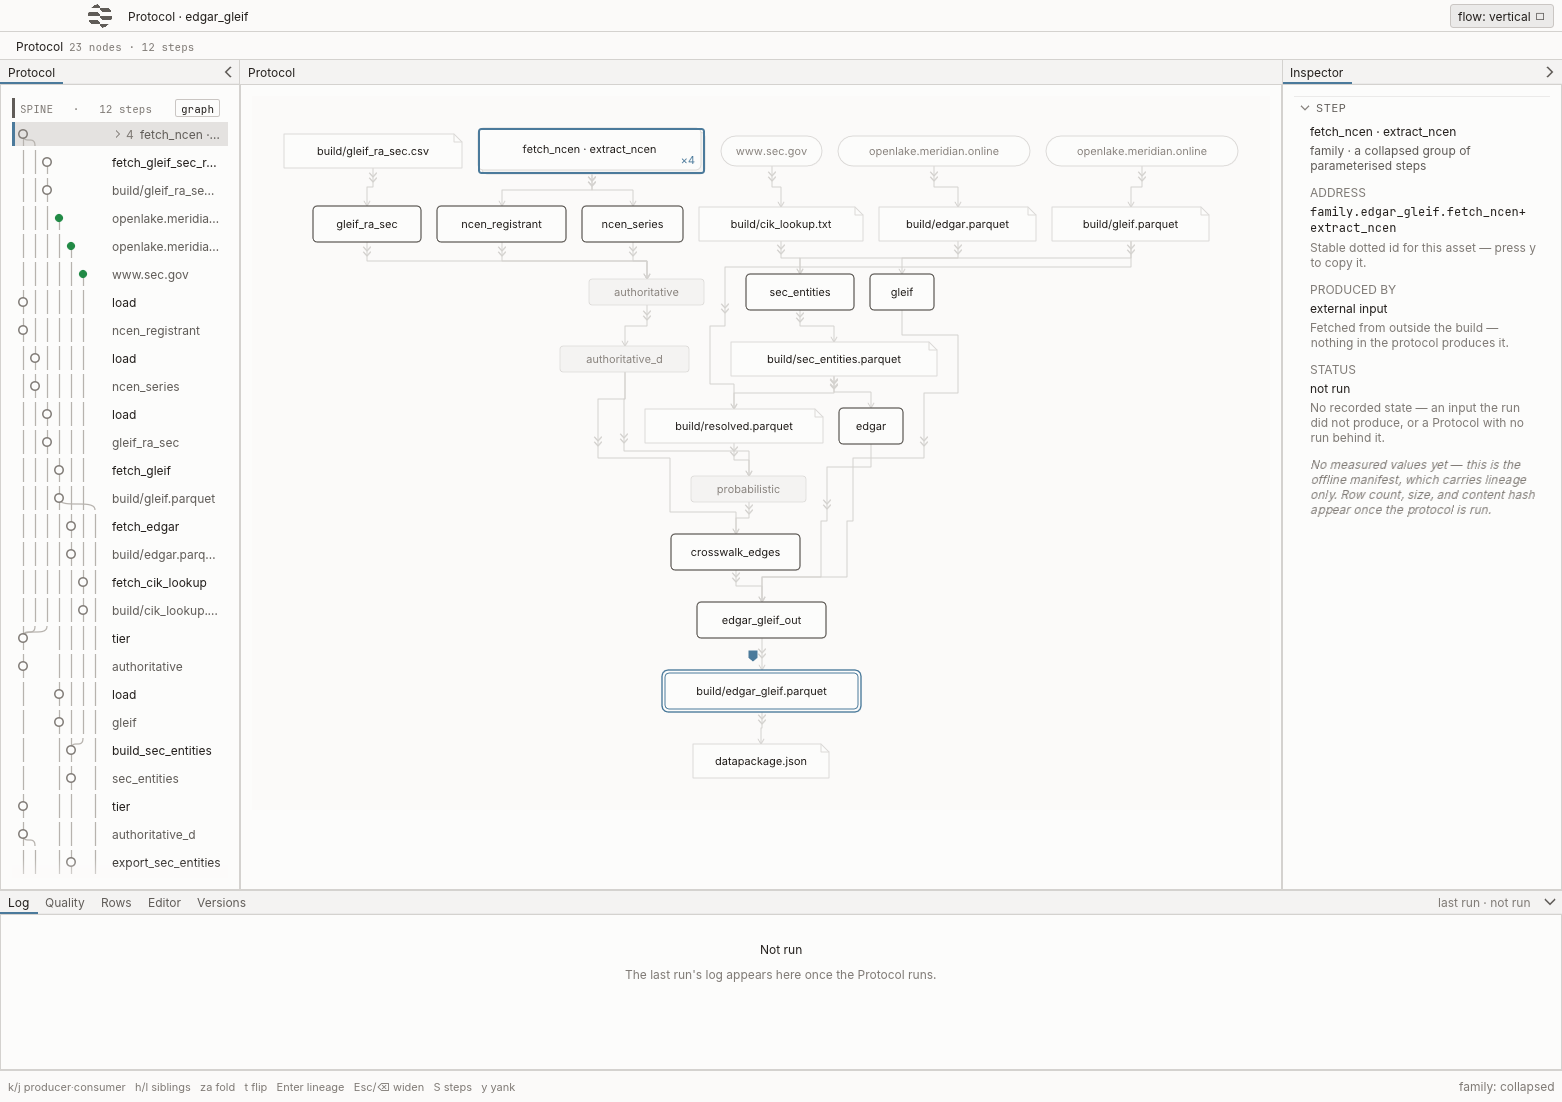 Protocol · edgar_gleif
flow: vertical
Protocol 23 nodes · 12 steps
Protocol
Protocol
Inspector
SPINE · 12 steps graph
4 fetch_ncen ·...
fetch_gleif_sec_r...
build/gleif_ra_se...
openlake.meridia...
openlake.meridia...
www.sec.gov
load
ncen_registrant
load
ncen_series
load
gleif_ra_sec
fetch_gleif
build/gleif.parquet
fetch_edgar
build/edgar.parq...
fetch_cik_lookup
build/cik_lookup....
tier
authoritative
load
gleif
build_sec_entities
sec_entities
tier
authoritative_d
export_sec_entities
build/gleif_ra_sec.csv
fetch_ncen · extract_ncen
×4
www.sec.gov
openlake.meridian.online
openlake.meridian.online
gleif_ra_sec
ncen_registrant
ncen_series
build/cik_lookup.txt
build/edgar.parquet
build/gleif.parquet
authoritative
sec_entities
gleif
authoritative_d
build/sec_entities.parquet
build/resolved.parquet
edgar
probabilistic
crosswalk_edges
edgar_gleif_out
build/edgar_gleif.parquet
datapackage.json
STEP
fetch_ncen · extract_ncen
family · a collapsed group of
parameterised steps
ADDRESS
family.edgar_gleif.fetch_ncen+
extract_ncen
Stable dotted id for this asset — press y
to copy it.
PRODUCED BY
external input
Fetched from outside the build —
nothing in the protocol produces it.
STATUS
not run
No recorded state — an input the run
did not produce, or a Protocol with no
run behind it.
No measured values yet — this is the
offline manifest, which carries lineage
only. Row count, size, and content hash
appear once the protocol is run.
Log Quality Rows Editor Versions
last run · not run
Not run
The last run's log appears here once the Protocol runs.
k/j producer·consumer h/l siblings za fold t flip Enter lineage Esc/⌫ widen S steps y yank
family: collapsed